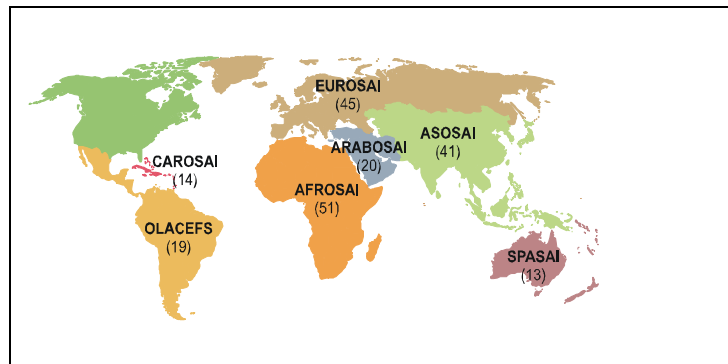 EUROSAI
(45)
ASOSAI
(41)
ARABOSAI
(20)
CAROSAI
(14)
AFROSAI
(51)
OLACEFS
(19)
SPASAI
(13)